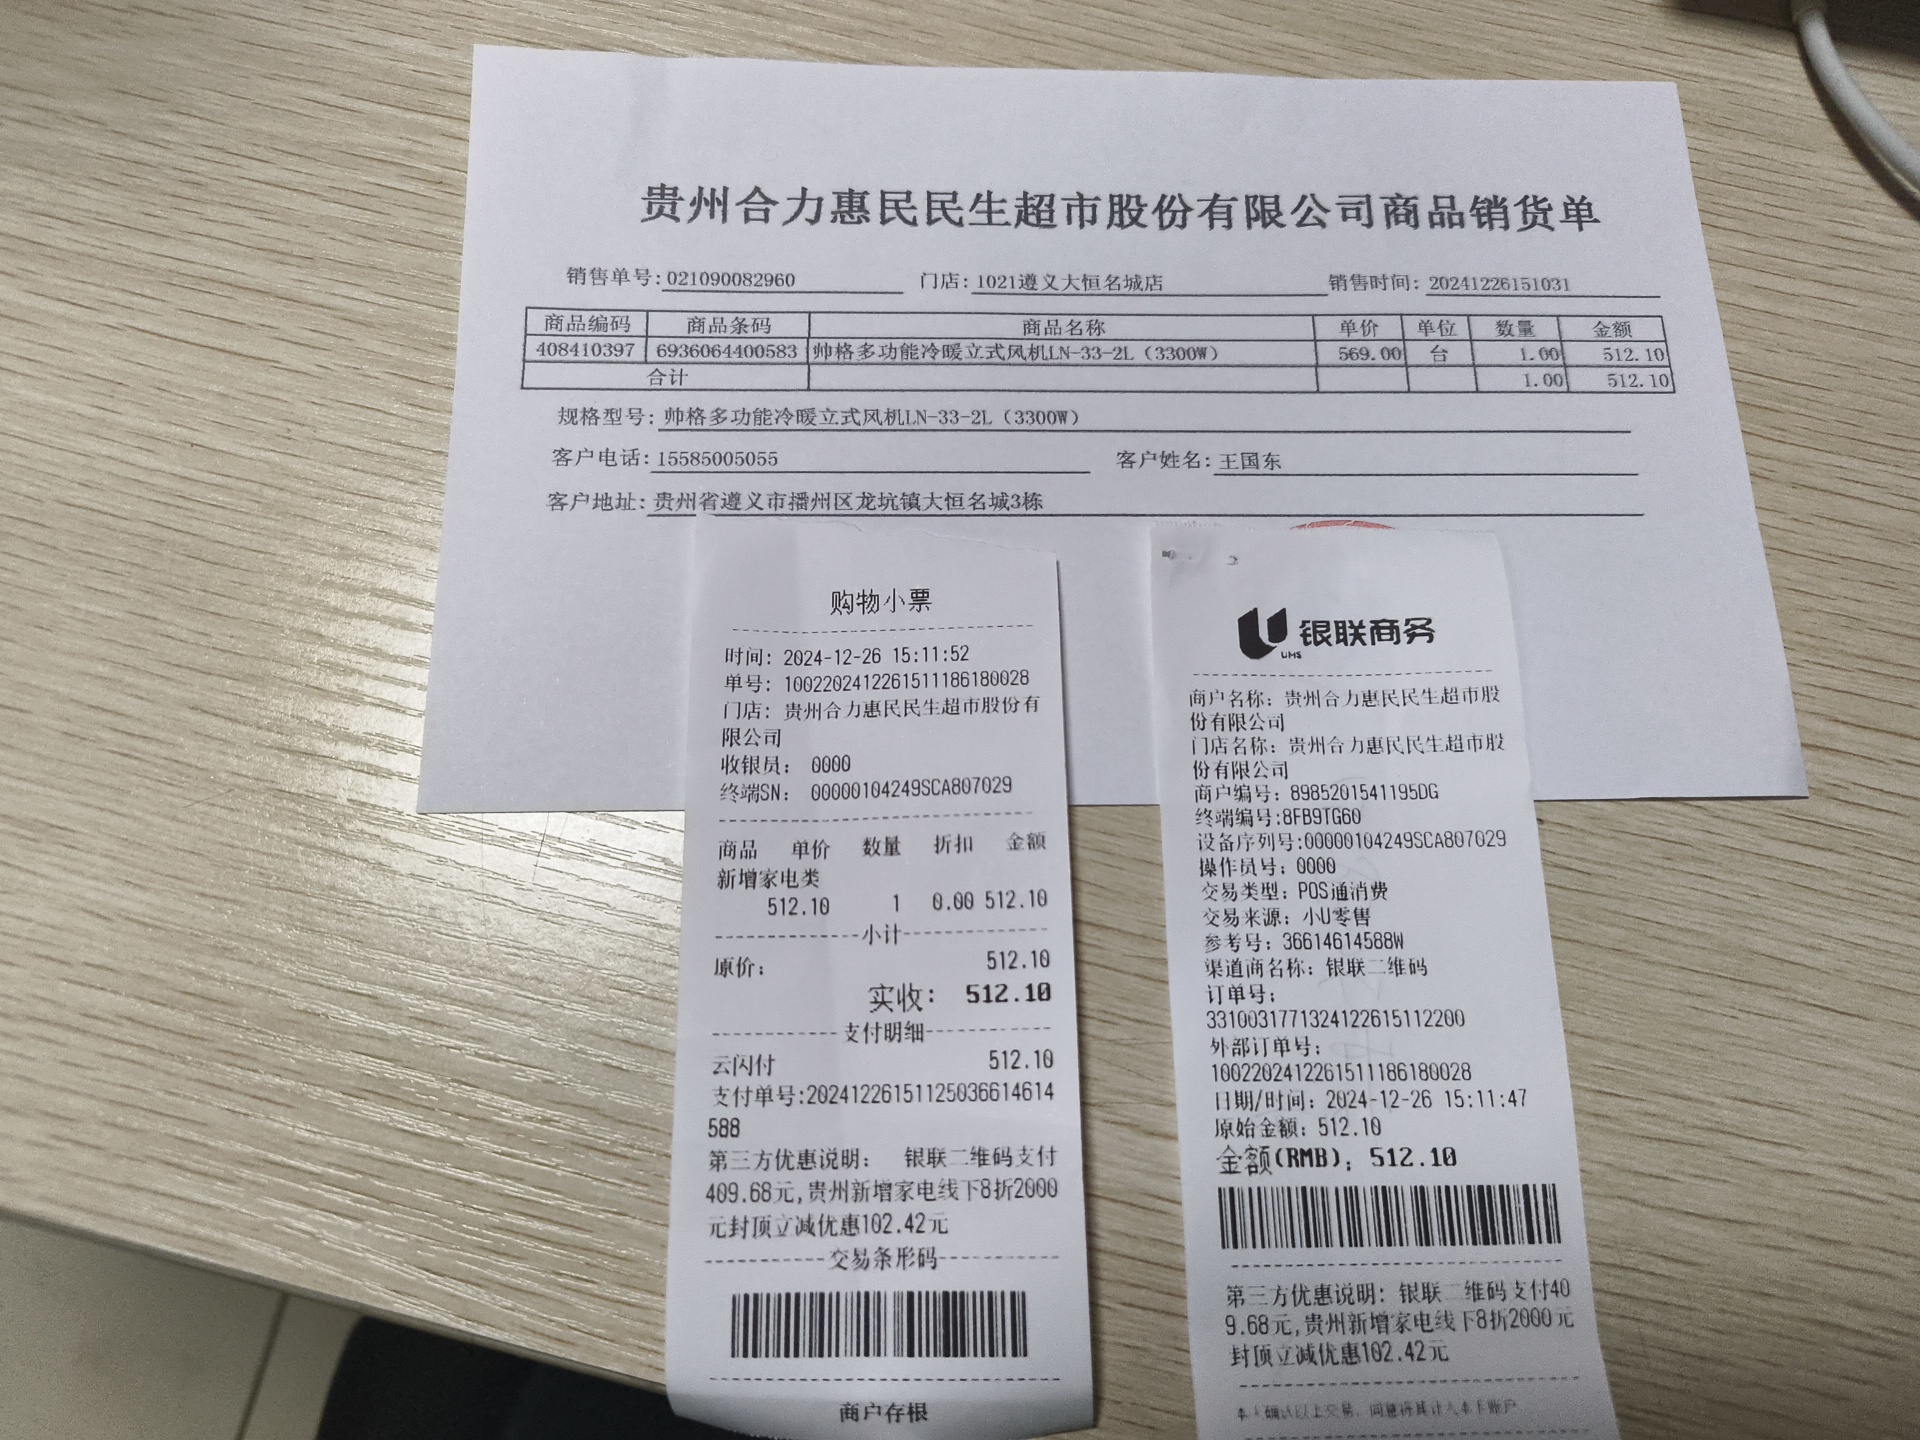 贵州合力惠民民生超市股份有限公司商品销货单
销售单号:021090082960 门店:1021遵义大恒名城店 销售时间:20241226151031
商品编码 商品条码 商品名称 单价 单位 数量 金额
408410397 6936064400583 帅格多功能冷暖立式风机LN-33-2L（3300W） 569.00 台 1.00 512.10
合计 1.00 512.10
规格型号:帅格多功能冷暖立式风机LN-33-2L（3300W）
客户电话:15585005055 客户姓名:王国东
客户地址:贵州省遵义市播州区龙坑镇大恒名城3栋
购物小票
时间: 2024-12-26 15:11:52
单号: 1002202412261511186180028
门店: 贵州合力惠民民生超市股份有
限公司
收银员: 0000
终端SN: 00000104249SCA807029
商品 单价 数量 折扣 金额
新增家电类
512.10 1 0.00 512.10
小计
原价: 512.10
实收: 512.10
支付明细
云闪付 512.10
支付单号:20241226151125036614614
588
第三方优惠说明: 银联二维码支付
409.68元,贵州新增家电线下8折2000
元封顶立减优惠102.42元
交易条形码
商户存根
UMS 银联商务
商户名称: 贵州合力惠民民生超市股
份有限公司
门店名称: 贵州合力惠民民生超市股
份有限公司
商户编号: 8985201541195DG
终端编号:8FB9TG60
设备序列号:00000104249SCA807029
操作员号: 0000
交易类型: POS通消费
交易来源: 小U零售
参考号: 36614614588W
渠道商名称: 银联二维码
订单号:
3310031771324122615112200
外部订单号:
1002202412261511186180028
日期/时间: 2024-12-26 15:11:47
原始金额: 512.10
金额(RMB): 512.10
第三方优惠说明: 银联二维码支付40
9.68元,贵州新增家电线下8折2000元
封顶立减优惠102.42元
本人确认以上交易，同意将其计入本卡账户